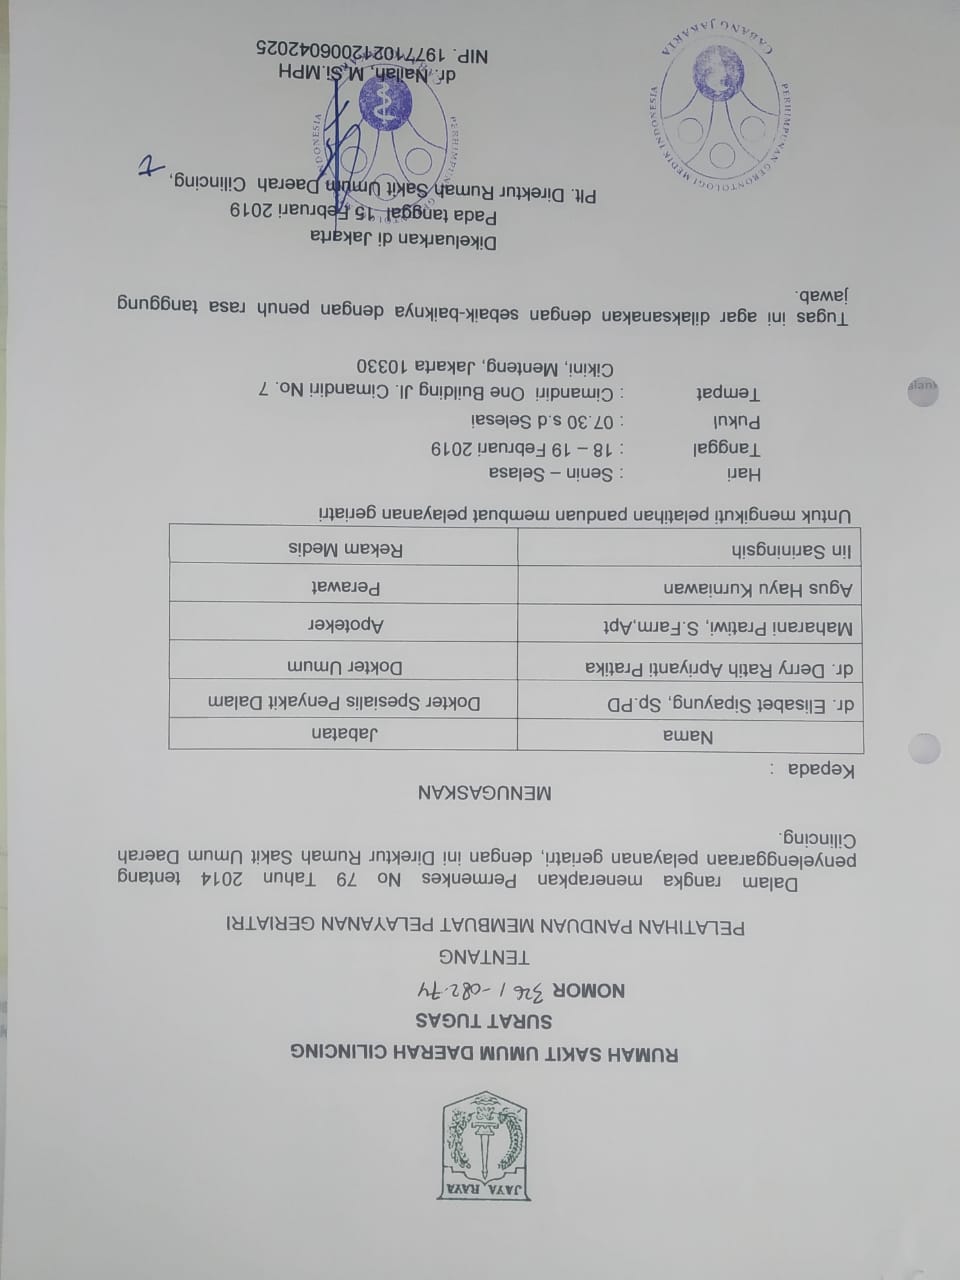 JAYA RAYA
RUMAH SAKIT UMUM DAERAH CILINCING
SURAT TUGAS
NOMOR 326 / -082.74
TENTANG
PELATIHAN PANDUAN MEMBUAT PELAYANAN GERIATRI
Dalam rangka menerapkan Permenkes No 79 Tahun 2014 tentang
penyelenggaraan pelayanan geriatri, dengan ini Direktur Rumah Sakit Umum Daerah
Cilincing.
MENUGASKAN
Kepada :
Nama Jabatan
dr. Elisabet Sipayung, Sp.PD Dokter Spesialis Penyakit Dalam
dr. Derry Ratih Apriyanti Pratika Dokter Umum
Maharani Pratiwi, S.Farm,Apt Apoteker
Agus Hayu Kurniawan Perawat
Iin Sariningsih Rekam Medis
Untuk mengikuti pelatihan panduan membuat pelayanan geriatri
Hari : Senin – Selasa
Tanggal : 18 – 19 Februari 2019
Pukul : 07.30 s.d Selesai
Tempat : Cimandiri One Building Jl. Cimandiri No. 7
Cikini, Menteng, Jakarta 10330
Tugas ini agar dilaksanakan dengan sebaik-baiknya dengan penuh rasa tanggung
jawab.
Dikeluarkan di Jakarta
Pada tanggal 15 Februari 2019
Plt. Direktur Rumah Sakit Umum Daerah Cilincing,
dr. Nailah, M.Si.MPH
NIP. 197710212006042025
PERHIMPUNAN GERONTOLOGI MEDIK INDONESIA
CABANG JAKARTA